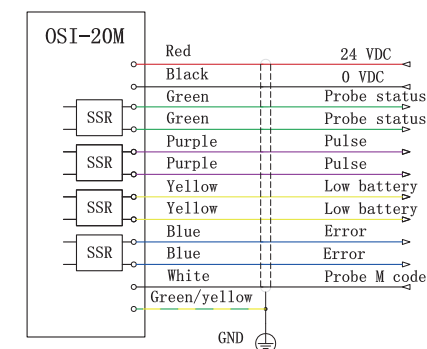 OSI-20M
Red 24 VDC
Black 0 VDC
Green Probe status
SSR
Green Probe status
Purple Pulse
SSR
Purple Pulse
Yellow Low battery
SSR
Yellow Low battery
Blue Error
SSR
Blue Error
White Probe M code
Green/yellow
GND